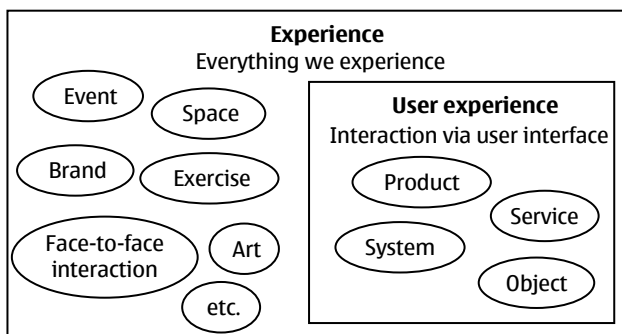 Experience
Everything we experience
Event
Space
Brand
Exercise
Face-to-face
interaction
Art
etc.
User experience
Interaction via user interface
Product
Service
System
Object